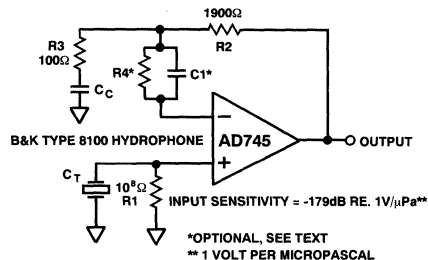 1900Ω
R2
R3
100Ω
R4*
C1*
CC
B&K TYPE 8100 HYDROPHONE
AD745
OUTPUT
CT
10⁸Ω
R1
INPUT SENSITIVITY = -179dB RE. 1V/μPa**
*OPTIONAL, SEE TEXT
** 1 VOLT PER MICROPASCAL